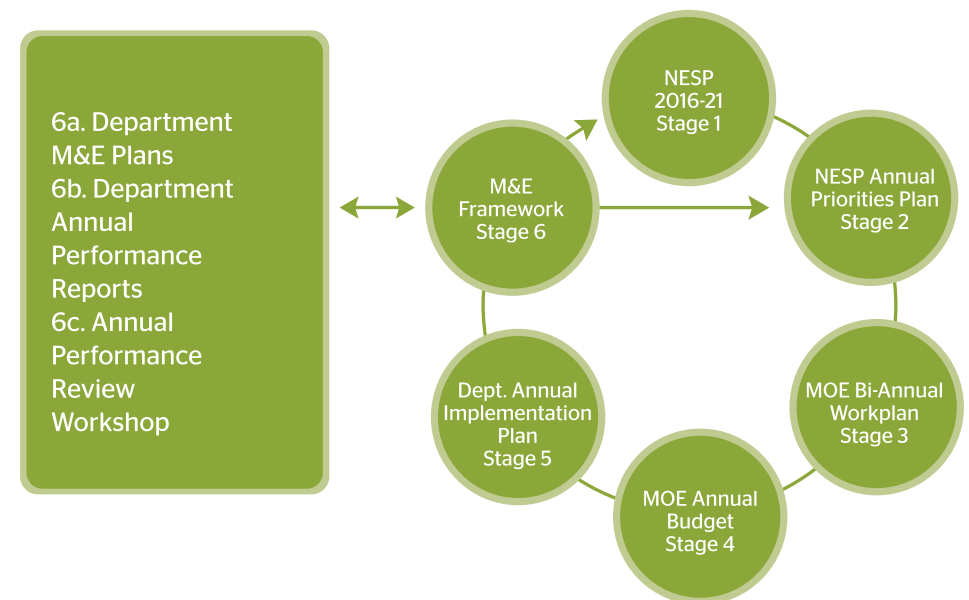 6a. Department
M&E Plans
6b. Department
Annual
Performance
Reports
6c. Annual
Performance
Review
Workshop
NESP
2016-21
Stage 1
NESP Annual
Priorities Plan
Stage 2
MOE Bi-Annual
Workplan
Stage 3
MOE Annual
Budget
Stage 4
Dept. Annual
Implementation
Plan
Stage 5
M&E
Framework
Stage 6